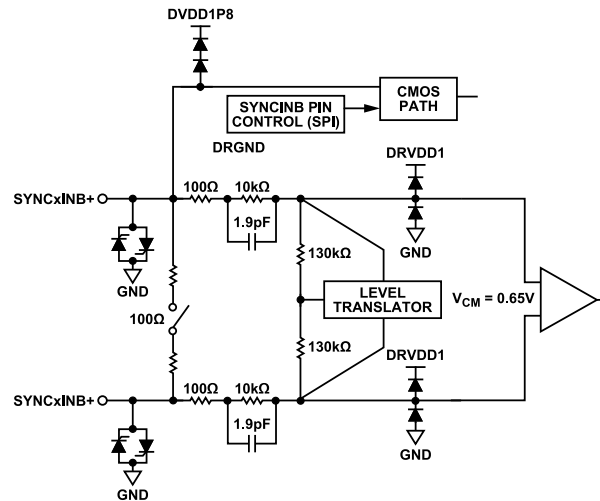 DVDD1P8
CMOS
PATH
SYNCINB PIN
CONTROL (SPI)
DRGND
DRVDD1
SYNCxINB+
100Ω
10kΩ
1.9pF
GND
GND
130kΩ
100Ω
LEVEL
TRANSLATOR
VCM = 0.65V
130kΩ
DRVDD1
SYNCxINB+
100Ω
10kΩ
1.9pF
GND
GND